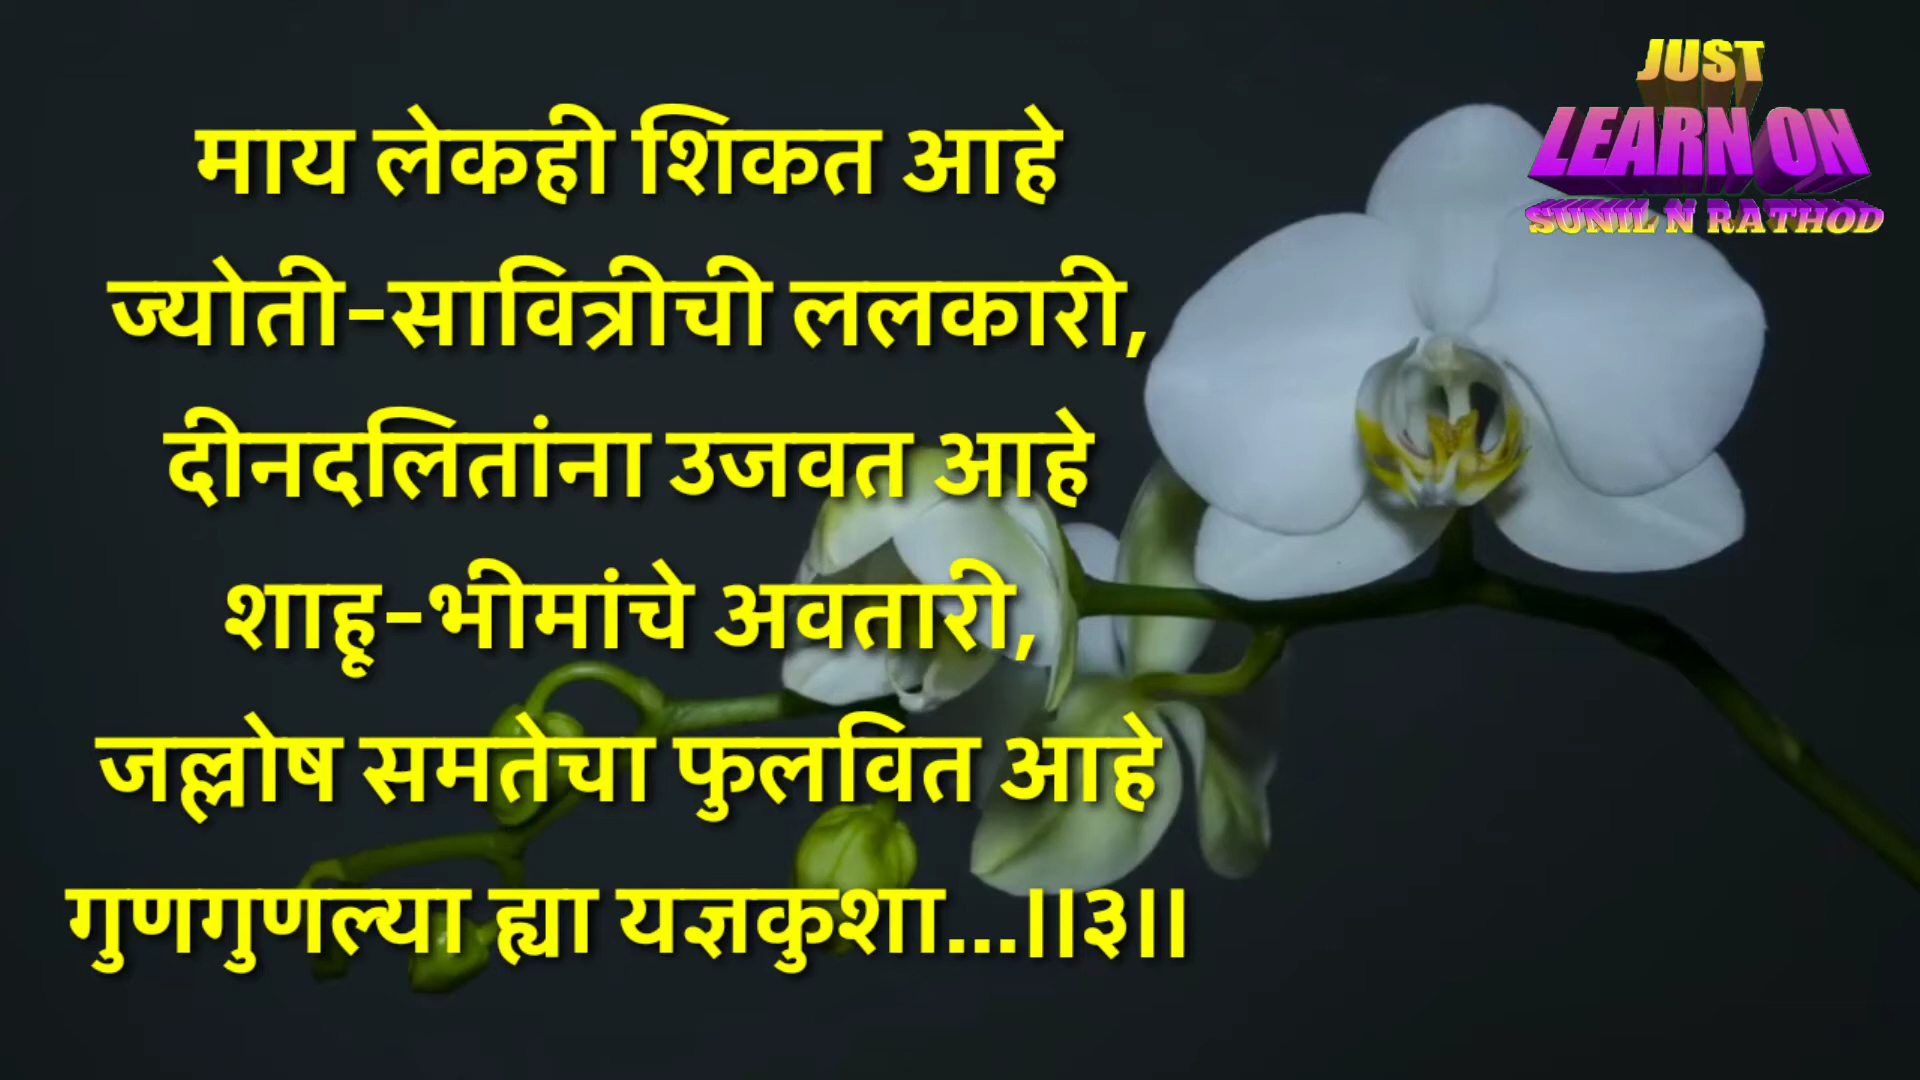 माय लेकही शिकत आहे
ज्योती-सावित्रीची ललकारी,
दीनदलितांना उजवत आहे
शाहू-भीमांचे अवतारी,
जल्लोष समतेचा फुलवित आहे
गुणगुणल्या ह्या यज्ञकुशा...।।३।।
JUST
LEARN ON
SUNIL N RATHOD